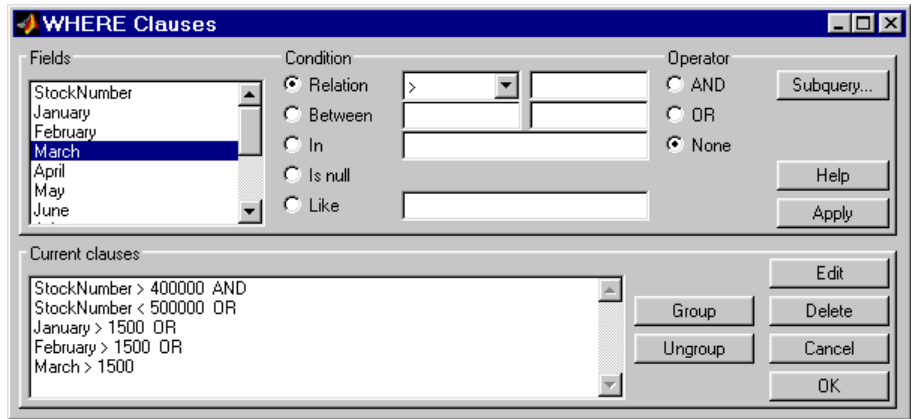 WHERE Clauses
Fields
StockNumber
January
February
March
April
May
June
Condition
Relation >
Between
In
Is null
Like
Operator
AND
OR
None
Subquery...
Help
Apply
Current clauses
StockNumber > 400000 AND
StockNumber < 500000 OR
January > 1500 OR
February > 1500 OR
March > 1500
Group
Ungroup
Edit
Delete
Cancel
OK